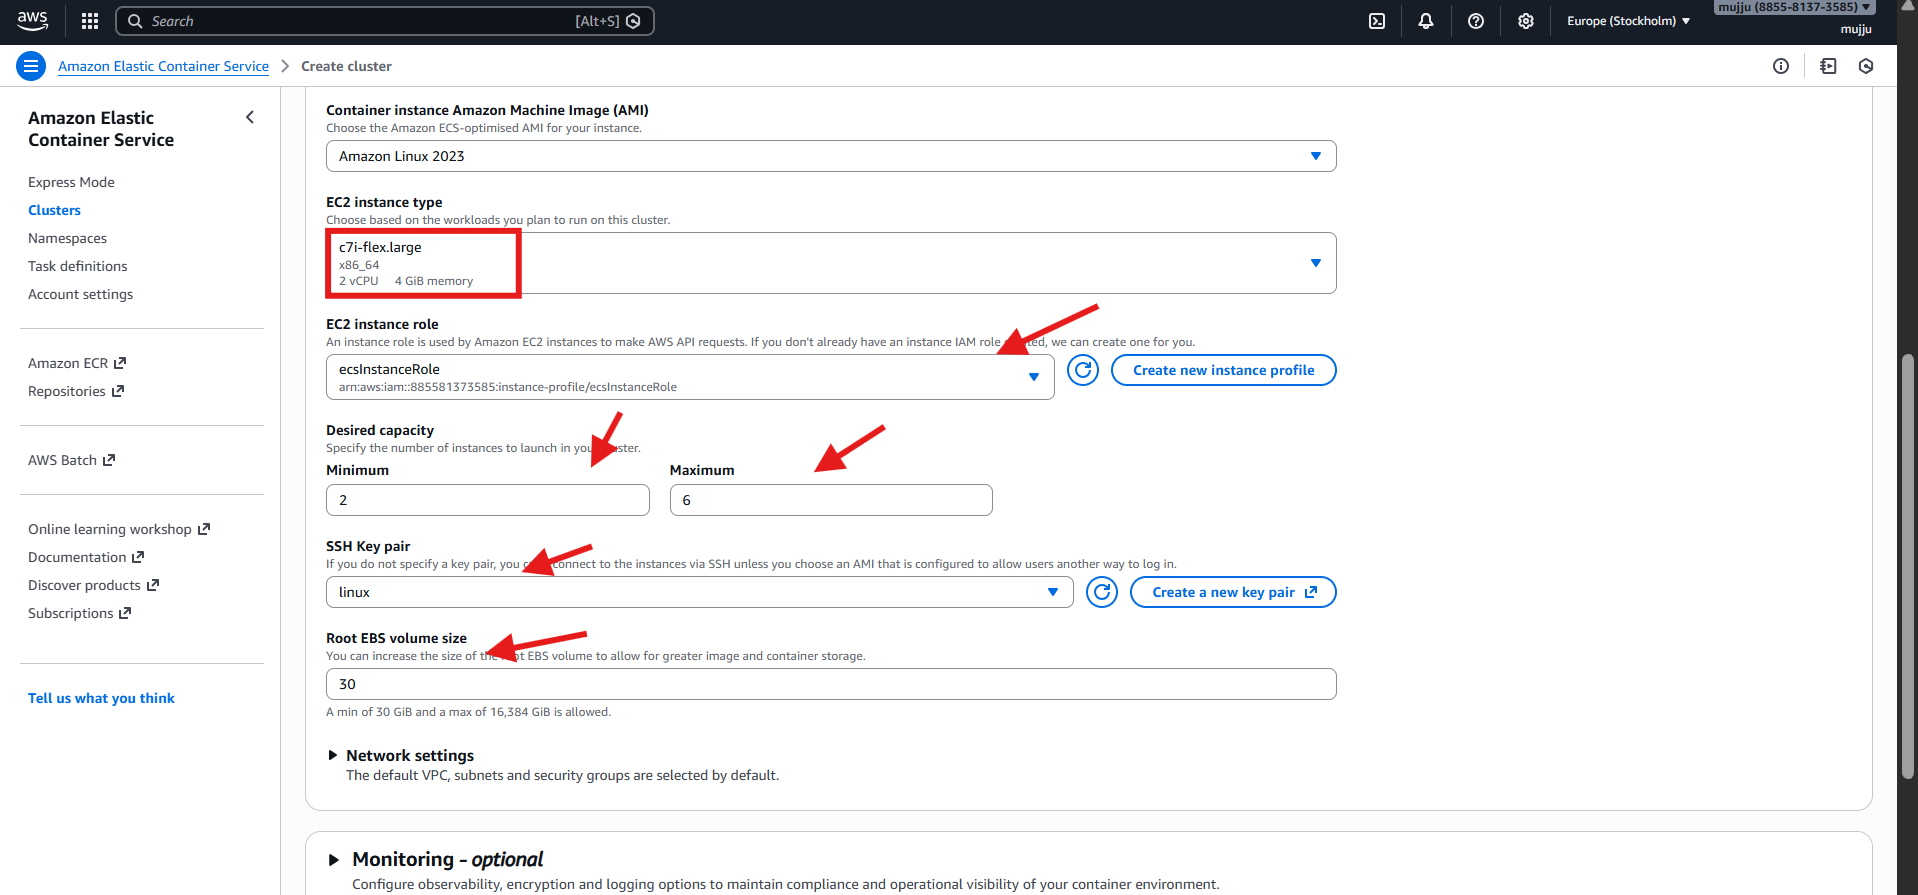 aws
Search
[Alt+S]
Europe (Stockholm)
mujju (8855-8137-3585)
mujju
Amazon Elastic Container Service
Create cluster
Amazon Elastic
Container Service
Express Mode
Clusters
Namespaces
Task definitions
Account settings
Amazon ECR
Repositories
AWS Batch
Online learning workshop
Documentation
Discover products
Subscriptions
Tell us what you think
Container instance Amazon Machine Image (AMI)
Choose the Amazon ECS-optimised AMI for your instance.
Amazon Linux 2023
EC2 instance type
Choose based on the workloads you plan to run on this cluster.
c7i-flex.large
x86_64
2 vCPU 4 GiB memory
EC2 instance role
An instance role is used by Amazon EC2 instances to make AWS API requests. If you don't already have an instance IAM role , we can create one for you.
ecsInstanceRole
arn:aws:iam::885581373585:instance-profile/ecsInstanceRole
Create new instance profile
Desired capacity
Specify the number of instances to launch in
Minimum
Maximum
2
6
SSH Key pair
If you do not specify a key pair, you connect to the instances via SSH unless you choose an AMI that is configured to allow users another way to log in.
linux
Create a new key pair
Root EBS volume size
You can increase the size of the root EBS volume to allow for greater image and container storage.
30
A min of 30 GiB and a max of 16,384 GiB is allowed.
Network settings
The default VPC, subnets and security groups are selected by default.
Monitoring - optional
Configure observability, encryption and logging options to maintain compliance and operational visibility of your container environment.